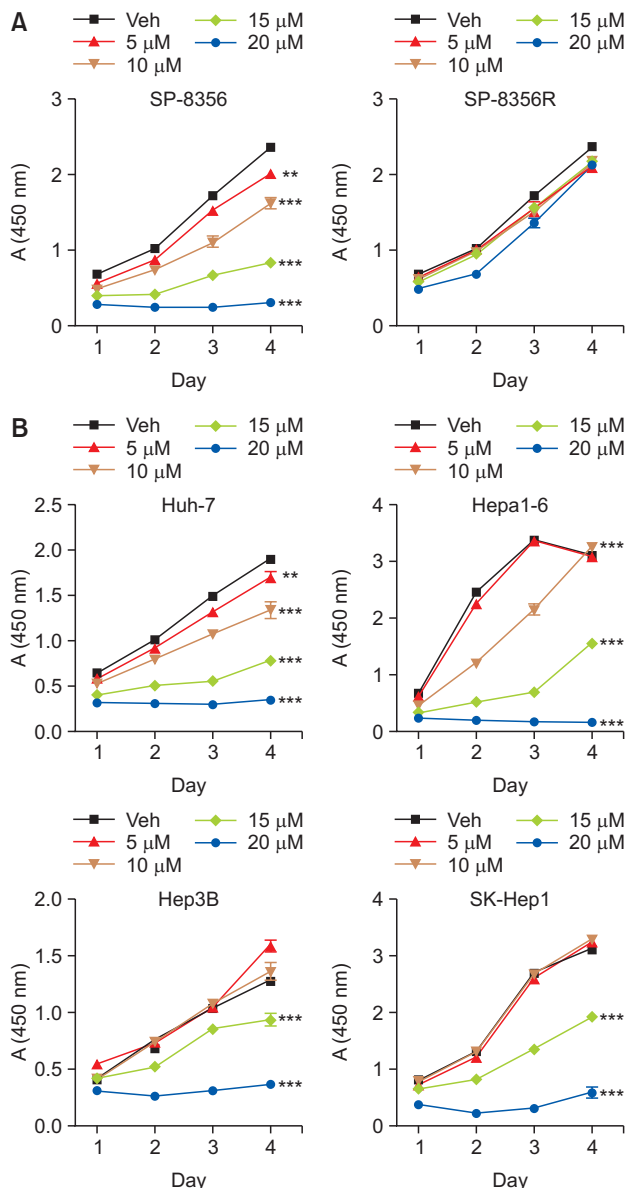 A
Veh
15 μM
5 μM
20 μM
10 μM
Veh
15 μM
5 μM
20 μM
10 μM
SP-8356
3
2
1
0
A (450 nm)
**
***
***
***
1 2 3 4
Day
SP-8356R
3
2
1
0
A (450 nm)
1 2 3 4
Day
B
Veh
15 μM
5 μM
20 μM
10 μM
Veh
15 μM
5 μM
20 μM
10 μM
Huh-7
2.5
2.0
1.5
1.0
0.5
0.0
A (450 nm)
**
***
***
***
1 2 3 4
Day
Hepa1-6
4
3
2
1
0
A (450 nm)
***
***
***
1 2 3 4
Day
Veh
15 μM
5 μM
20 μM
10 μM
Veh
15 μM
5 μM
20 μM
10 μM
Hep3B
2.0
1.5
1.0
0.5
0.0
A (450 nm)
***
***
1 2 3 4
Day
SK-Hep1
4
3
2
1
0
A (450 nm)
***
***
1 2 3 4
Day